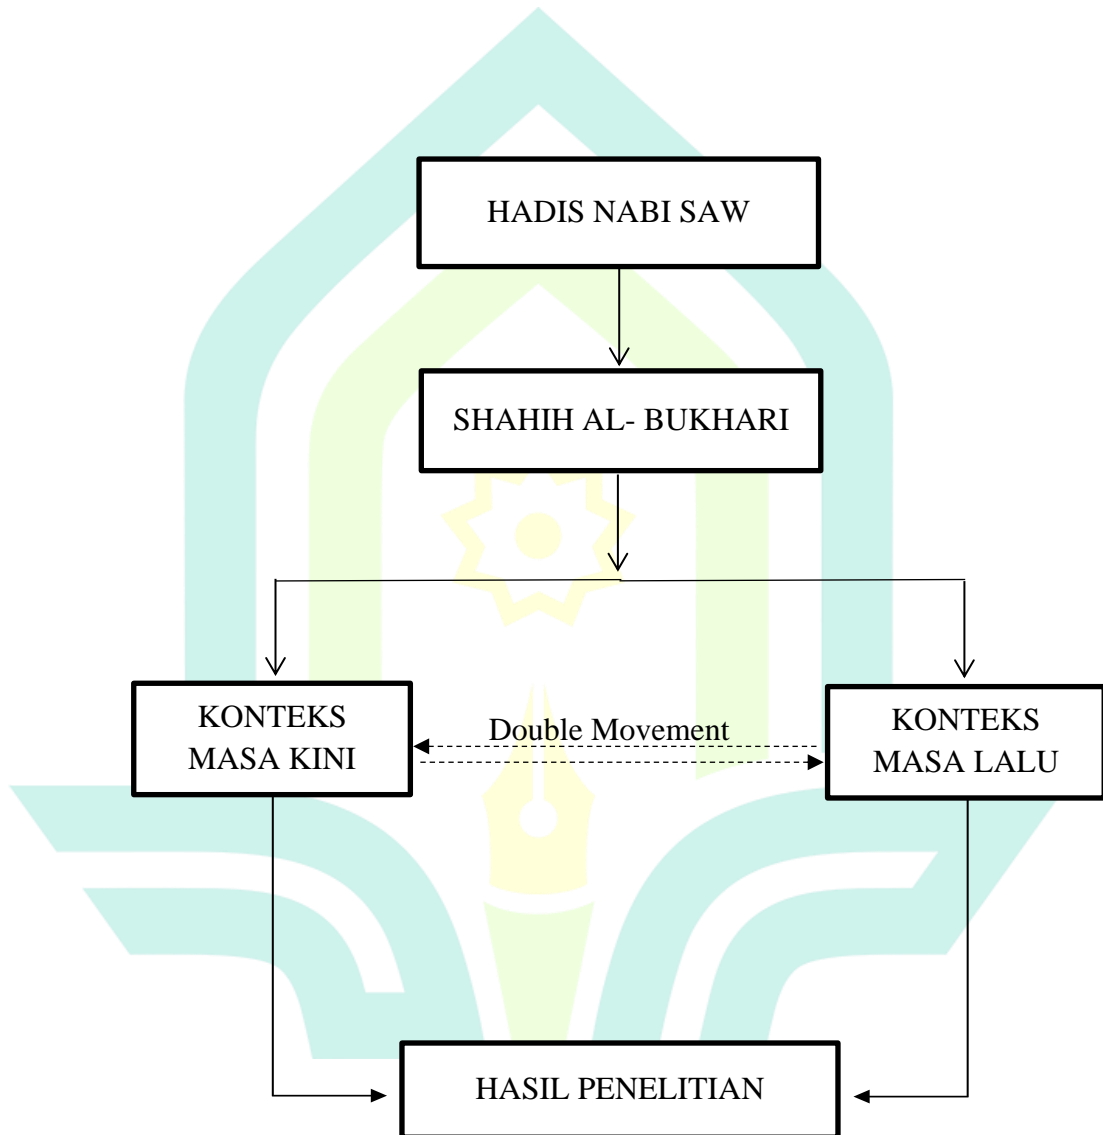 HADIS NABI SAW
SHAHIH AL- BUKHARI
KONTEKS
MASA KINI
Double Movement
KONTEKS
MASA LALU
HASIL PENELITIAN